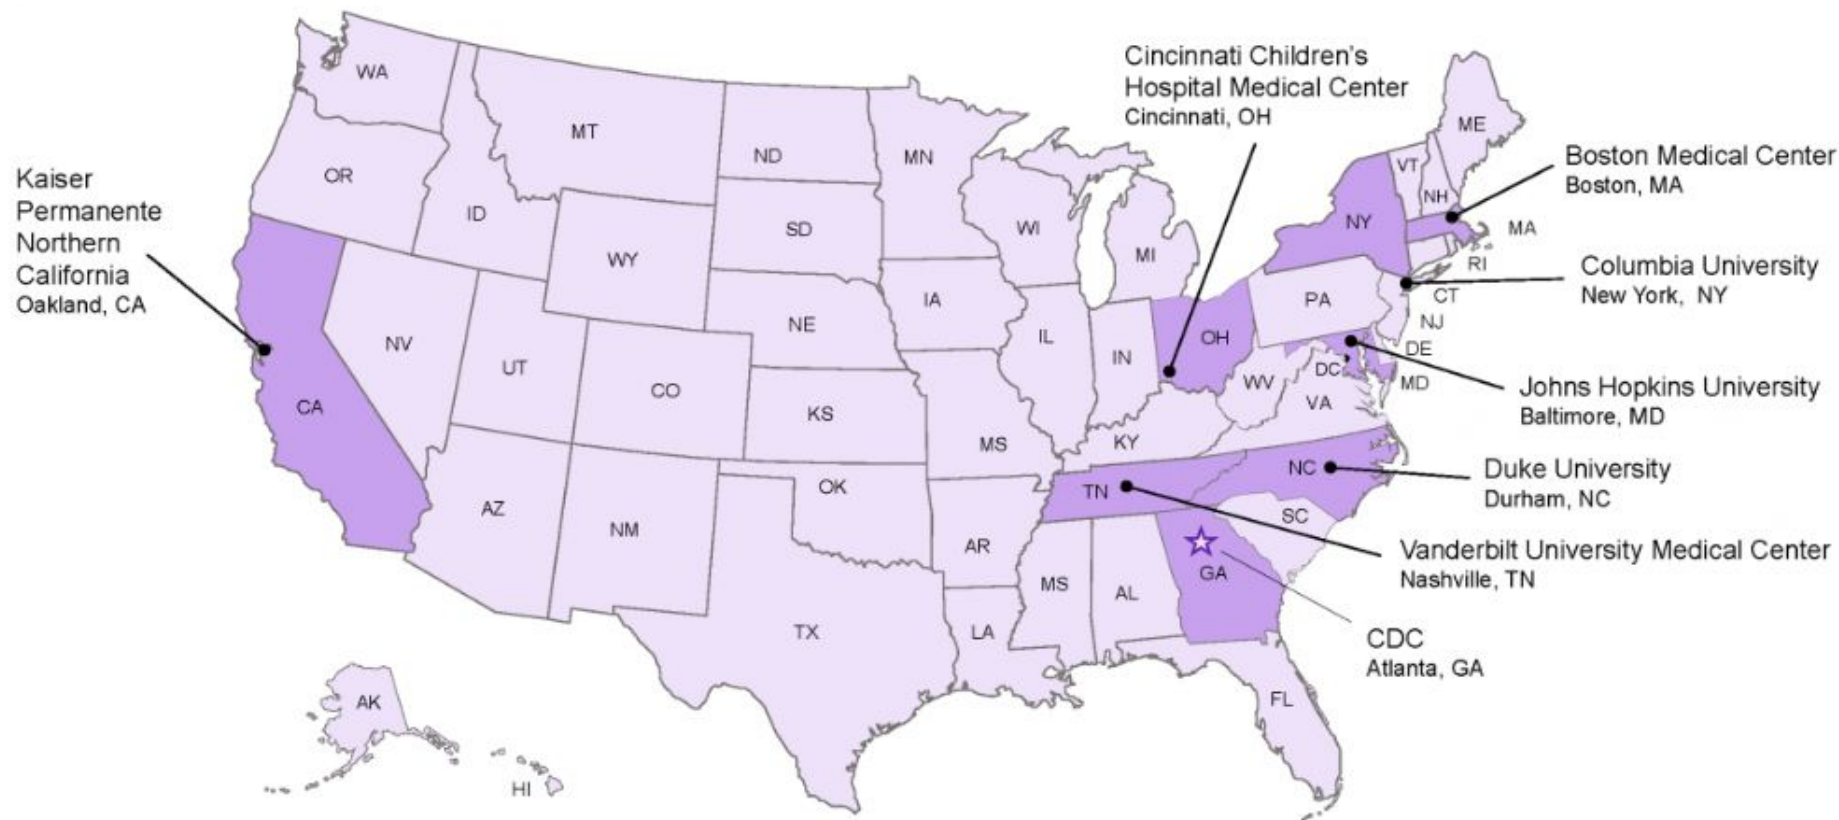 WA
MT
ND
MN
OR
ID
SD
WI
WY
MI
IA
NE
NV
UT
CO
IL
IN
OH
PA
NY
VT
NH
ME
MA
RI
CT
NJ
DE
MD
DC
WV
VA
KY
CA
KS
MS
AZ
NM
OK
AR
TN
NC
SC
GA
MS
AL
TX
LA
FL
AK
HI
Kaiser
Permanente
Northern
California
Oakland, CA
Cincinnati Children's
Hospital Medical Center
Cincinnati, OH
Boston Medical Center
Boston, MA
Columbia University
New York, NY
Johns Hopkins University
Baltimore, MD
Duke University
Durham, NC
Vanderbilt University Medical Center
Nashville, TN
CDC
Atlanta, GA